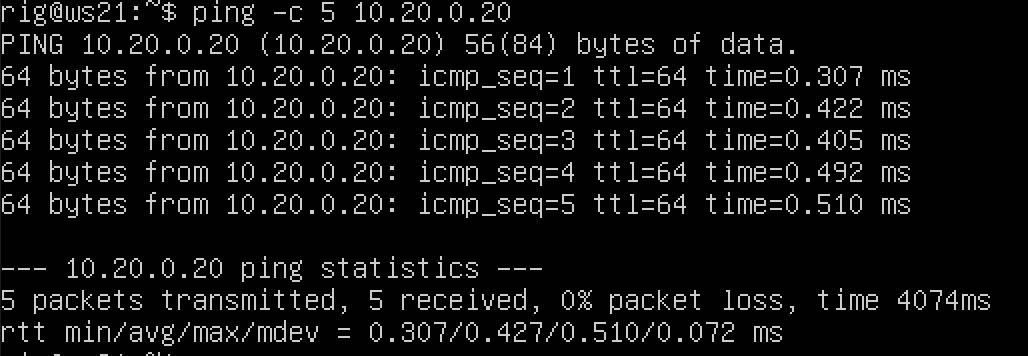 rig@ws21:~$ ping -c 5 10.20.0.20
PING 10.20.0.20 (10.20.0.20) 56(84) bytes of data.
64 bytes from 10.20.0.20: icmp_seq=1 ttl=64 time=0.307 ms
64 bytes from 10.20.0.20: icmp_seq=2 ttl=64 time=0.422 ms
64 bytes from 10.20.0.20: icmp_seq=3 ttl=64 time=0.405 ms
64 bytes from 10.20.0.20: icmp_seq=4 ttl=64 time=0.492 ms
64 bytes from 10.20.0.20: icmp_seq=5 ttl=64 time=0.510 ms
--- 10.20.0.20 ping statistics ---
5 packets transmitted, 5 received, 0% packet loss, time 4074ms
rtt min/avg/max/mdev = 0.307/0.427/0.510/0.072 ms